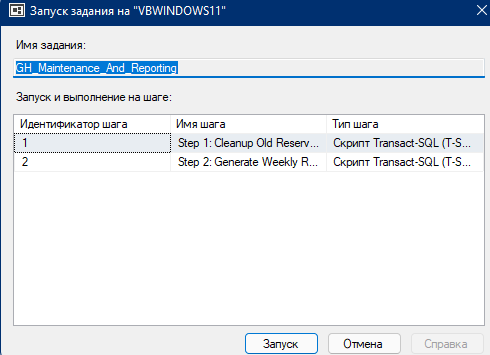 Запуск задания на "VBWINDOWS11"
Имя задания:
GH_Maintenance_And_Reporting
Запуск и выполнение на шаге:
Идентификатор шага Имя шага Тип шага
1 Step 1: Cleanup Old Reserv... Скрипт Transact-SQL (T-S...
2 Step 2: Generate Weekly R... Скрипт Transact-SQL (T-S...
Запуск Отмена Справка